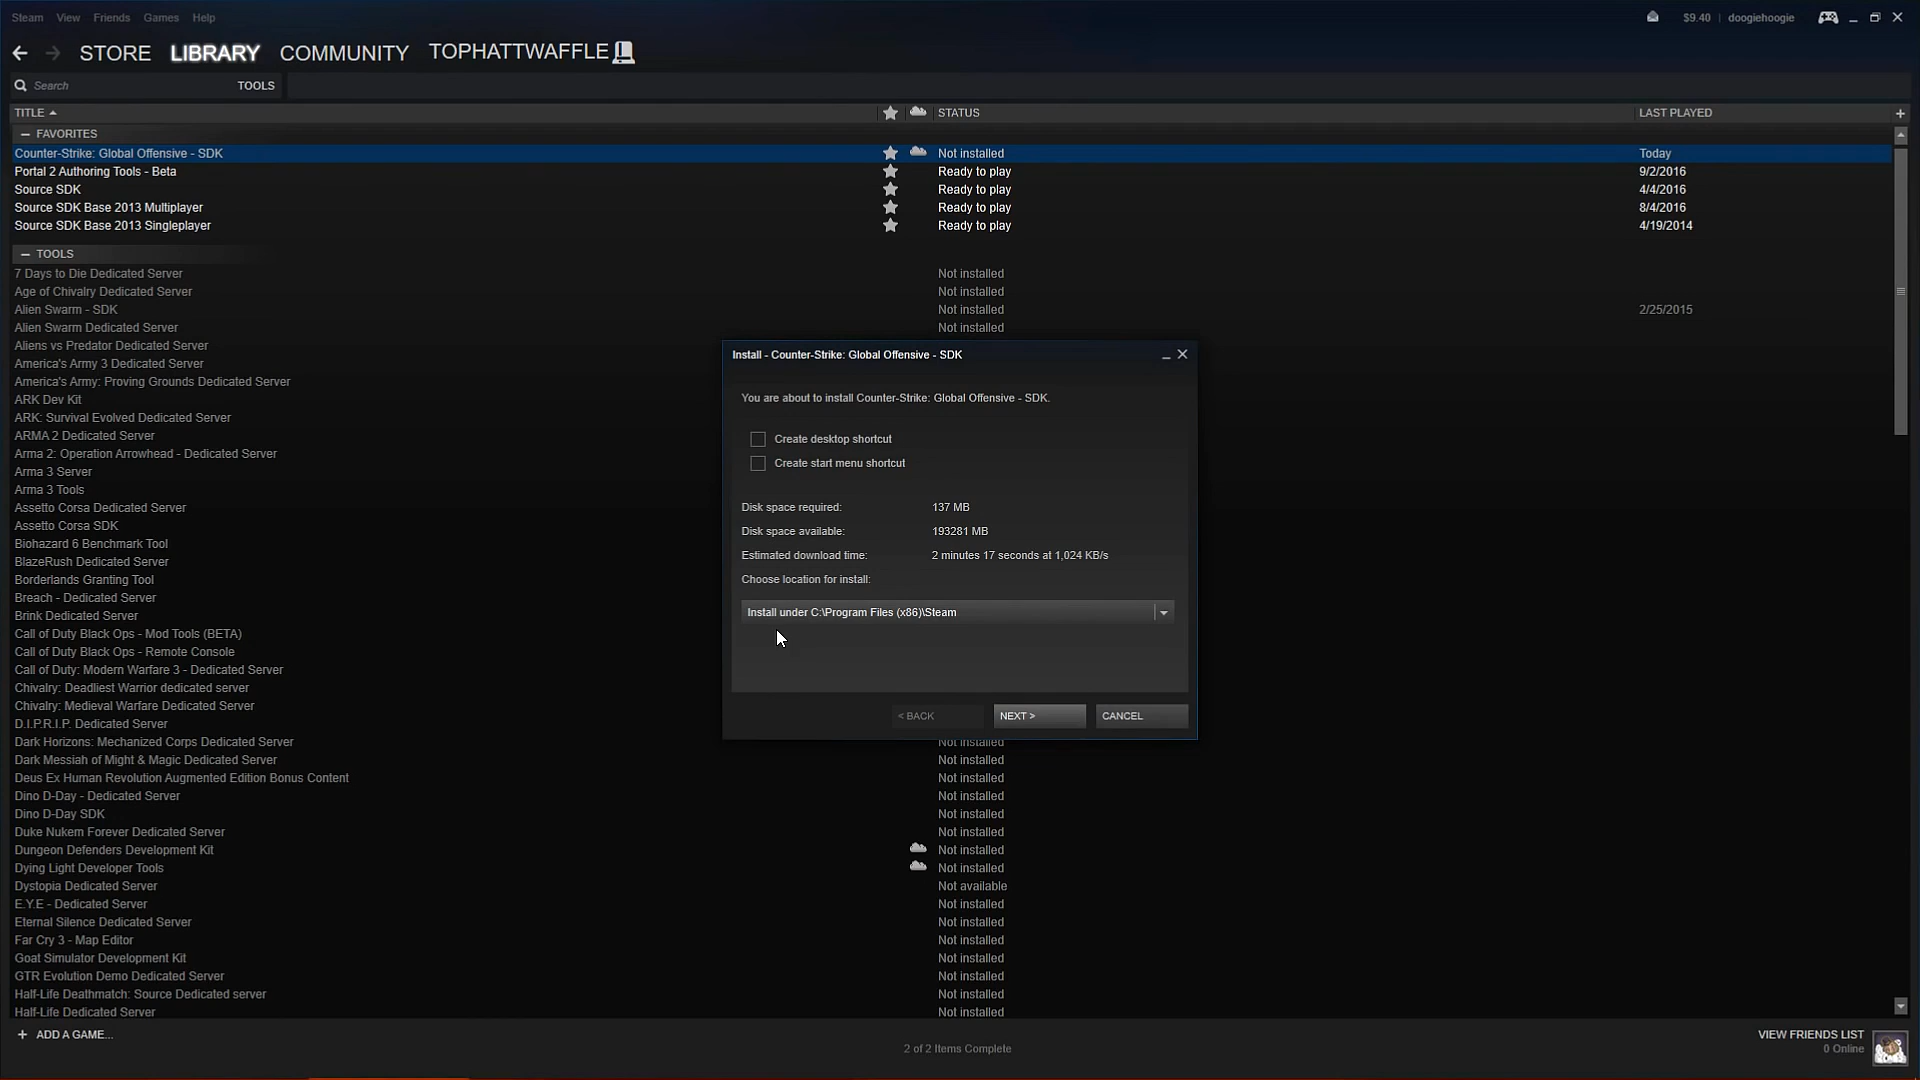 Steam View Friends Games Help
$9.40 | doogiehoogie
STORE LIBRARY COMMUNITY TOPHATTWAFFLE
Search TOOLS
TITLE STATUS LAST PLAYED
— FAVORITES
Counter-Strike: Global Offensive - SDK Not installed Today
Portal 2 Authoring Tools - Beta Ready to play 9/2/2016
Source SDK Ready to play 4/4/2016
Source SDK Base 2013 Multiplayer Ready to play 8/4/2016
Source SDK Base 2013 Singleplayer Ready to play 4/19/2014
— TOOLS
7 Days to Die Dedicated Server Not installed
Age of Chivalry Dedicated Server Not installed
Alien Swarm - SDK Not installed 2/25/2015
Alien Swarm Dedicated Server Not installed
Aliens vs Predator Dedicated Server
America's Army 3 Dedicated Server
America's Army: Proving Grounds Dedicated Server
ARK Dev Kit
ARK: Survival Evolved Dedicated Server
ARMA 2 Dedicated Server
Arma 2: Operation Arrowhead - Dedicated Server
Arma 3 Server
Arma 3 Tools
Assetto Corsa Dedicated Server
Assetto Corsa SDK
Biohazard 6 Benchmark Tool
BlazeRush Dedicated Server
Borderlands Granting Tool
Breach - Dedicated Server
Brink Dedicated Server
Call of Duty Black Ops - Mod Tools (BETA)
Call of Duty Black Ops - Remote Console
Call of Duty: Modern Warfare 3 - Dedicated Server
Chivalry: Deadliest Warrior dedicated server
Chivalry: Medieval Warfare Dedicated Server
D.I.P.R.I.P. Dedicated Server
Dark Horizons: Mechanized Corps Dedicated Server Not installed
Dark Messiah of Might & Magic Dedicated Server Not installed
Deus Ex Human Revolution Augmented Edition Bonus Content Not installed
Dino D-Day - Dedicated Server Not installed
Dino D-Day SDK Not installed
Duke Nukem Forever Dedicated Server Not installed
Dungeon Defenders Development Kit Not installed
Dying Light Developer Tools Not installed
Dystopia Dedicated Server Not available
E.Y.E - Dedicated Server Not installed
Eternal Silence Dedicated Server Not installed
Far Cry 3 - Map Editor Not installed
Goat Simulator Development Kit Not installed
GTR Evolution Demo Dedicated Server Not installed
Half-Life Deathmatch: Source Dedicated server Not installed
Half-Life Dedicated Server Not installed
Install - Counter-Strike: Global Offensive - SDK
You are about to install Counter-Strike: Global Offensive - SDK.
Create desktop shortcut
Create start menu shortcut
Disk space required: 137 MB
Disk space available: 193281 MB
Estimated download time: 2 minutes 17 seconds at 1,024 KB/s
Choose location for install:
Install under C:\Program Files (x86)\Steam
< BACK NEXT > CANCEL
+ ADD A GAME...
2 of 2 Items Complete
VIEW FRIENDS LIST
0 Online